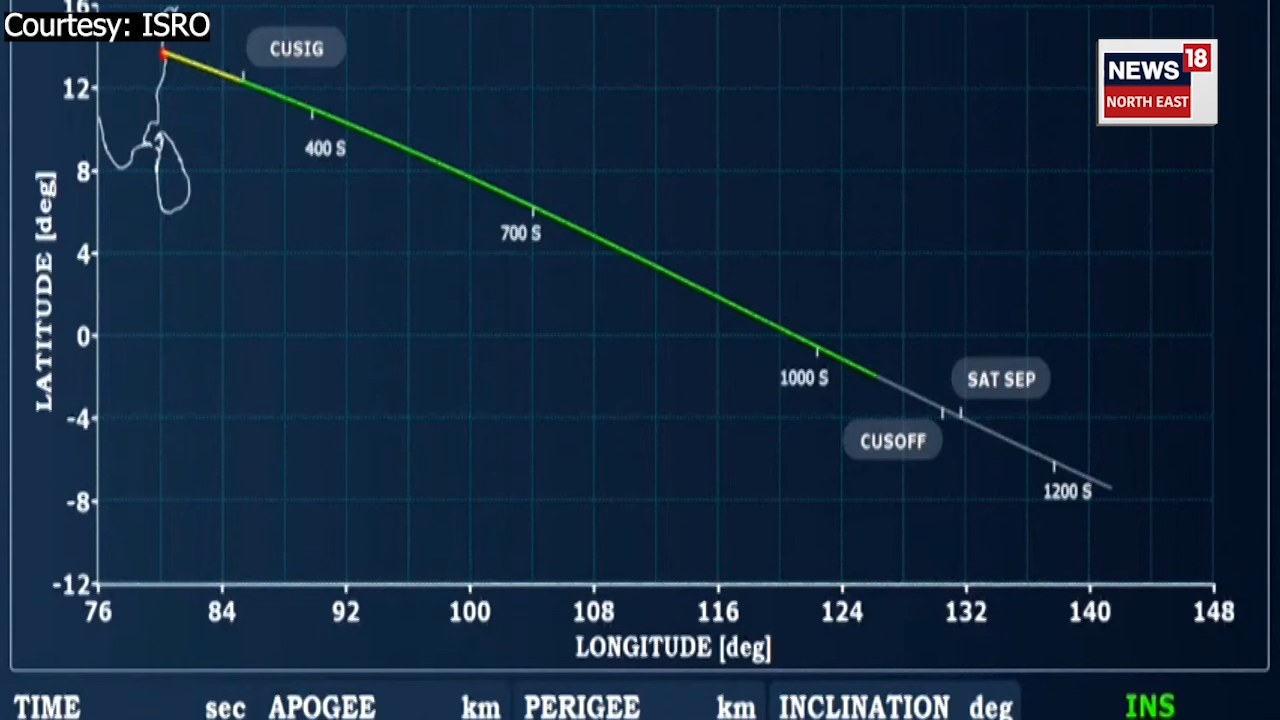 16
Courtesy: ISRO
CUSIG
NEWS 18
NORTH EAST
12
400 S
8
700 S
4
0
1000 S
SAT SEP
-4
CUSOFF
1200 S
-8
-12
LATITUDE [deg]
76 84 92 100 108 116 124 132 140 148
LONGITUDE [deg]
TIME sec APOGEE km PERIGEE km INCLINATION deg INS